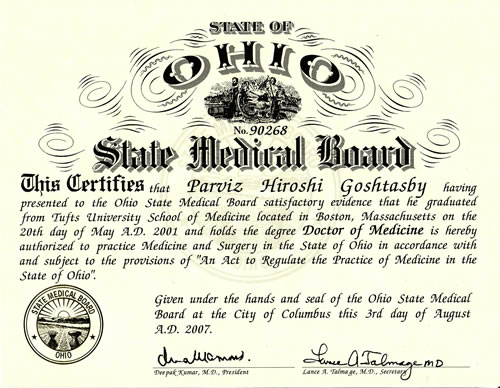 STATE OF
OHIO
No. 90268
State Medical Board
This Certifies that Parviz Hiroshi Goshtasby having
presented to the Ohio State Medical Board satisfactory evidence that he graduated
from Tufts University School of Medicine located in Boston, Massachusetts on the
20th day of May A.D. 2001 and holds the degree Doctor of Medicine is hereby
authorized to practice Medicine and Surgery in the State of Ohio in accordance with
and subject to the provisions of "An Act to Regulate the Practice of Medicine in the
State of Ohio".
STATE MEDICAL BOARD
OHIO
Given under the hands and seal of the Ohio State Medical
Board at the City of Columbus this 3rd day of August
A.D. 2007.
Lance A Talmage MD
Deepak Kumar, M.D., President
Lance A. Talmage, M.D., Secretary